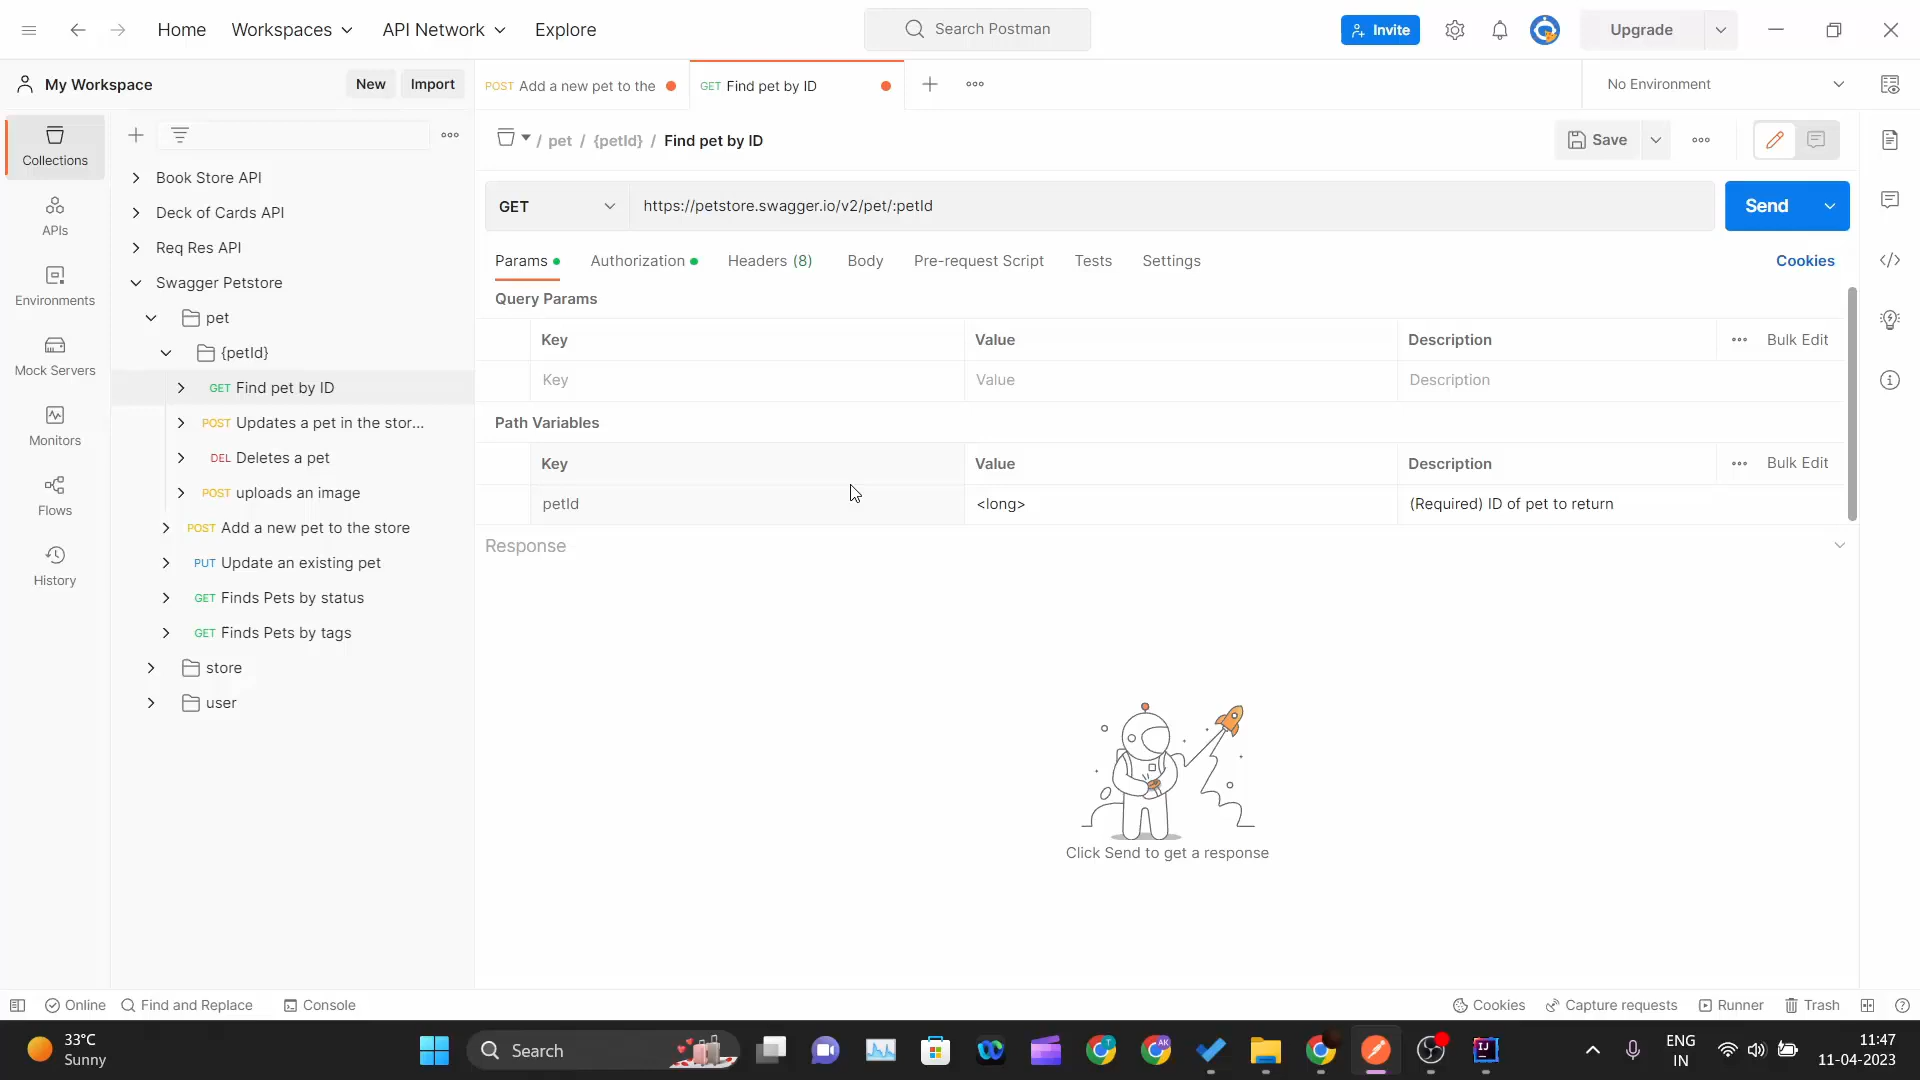 Home
Workspaces
API Network
Explore
Search Postman
Invite
Upgrade
My Workspace
New
Import
POST Add a new pet to the
GET Find pet by ID
No Environment
Collections
APIs
Environments
Mock Servers
Monitors
Flows
History
Book Store API
Deck of Cards API
Req Res API
Swagger Petstore
pet
{petId}
GET Find pet by ID
POST Updates a pet in the stor...
DEL Deletes a pet
POST uploads an image
POST Add a new pet to the store
PUT Update an existing pet
GET Finds Pets by status
GET Finds Pets by tags
store
user
/ pet / {petId} / Find pet by ID
Save
GET
https://petstore.swagger.io/v2/pet/:petId
Send
Params
Authorization
Headers (8)
Body
Pre-request Script
Tests
Settings
Cookies
Query Params
Key Value Description Bulk Edit
Key Value Description
Path Variables
Key Value Description Bulk Edit
petId <long> (Required) ID of pet to return
Response
Click Send to get a response
Online
Find and Replace
Console
Cookies
Capture requests
Runner
Trash
33°C
Sunny
Search
T
AK
IJ
ENG
IN
11:47
11-04-2023